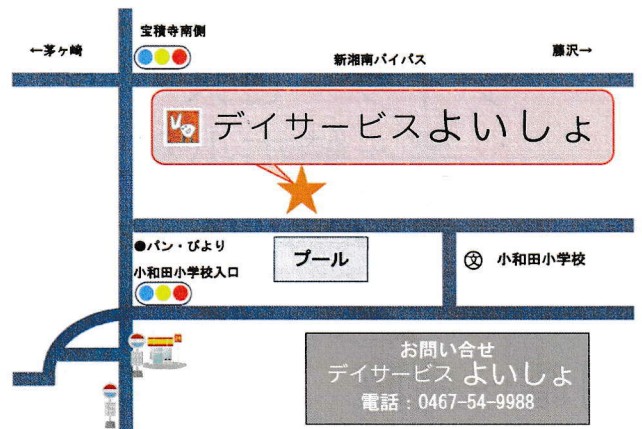 宝積寺南側
←茅ヶ崎
新湘南バイパス
藤沢→
デイサービスよいしょ
●パン・びより
プール
小和田小学校入口
文 小和田小学校
お問い合せ
デイサービス よいしょ
電話：0467-54-9988